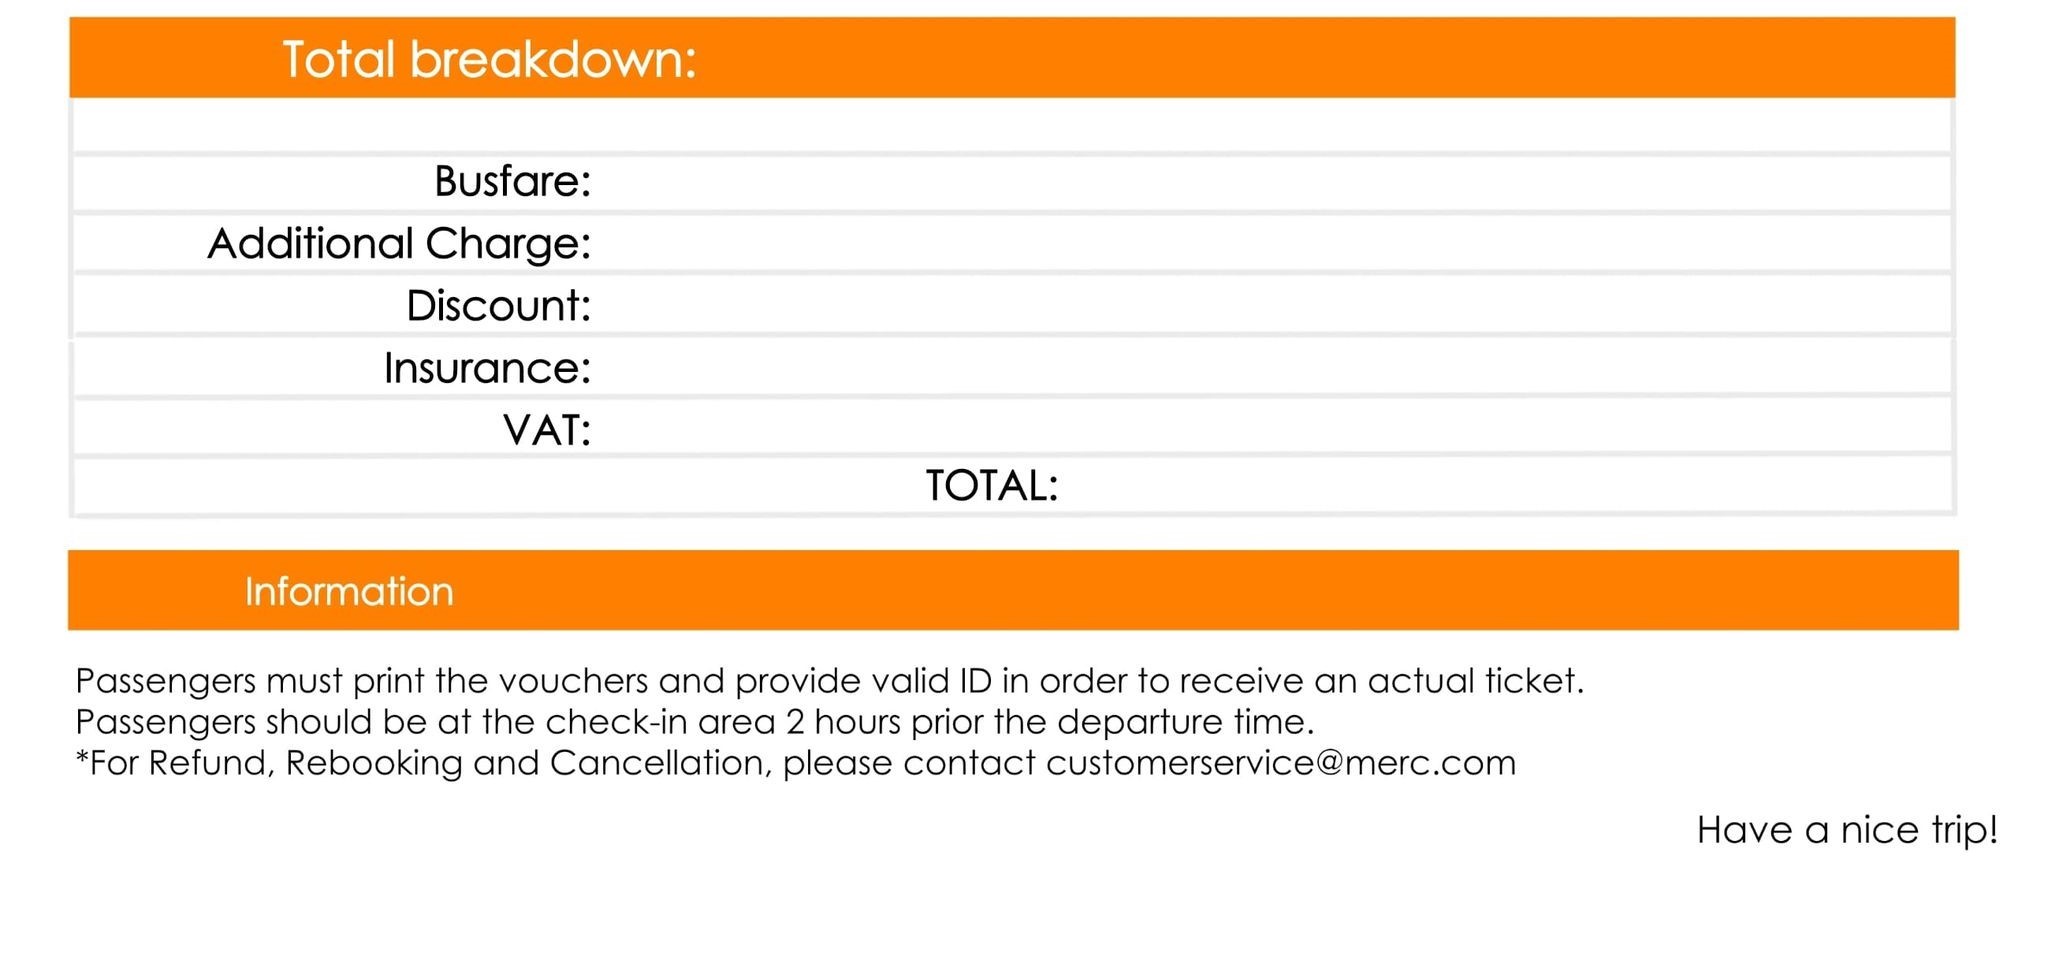 Total breakdown:
Busfare:
Additional Charge:
Discount:
Insurance:
VAT:
TOTAL:
Information
Passengers must print the vouchers and provide valid ID in order to receive an actual ticket.
Passengers should be at the check-in area 2 hours prior the departure time.
*For Refund, Rebooking and Cancellation, please contact customerservice@merc.com
Have a nice trip!